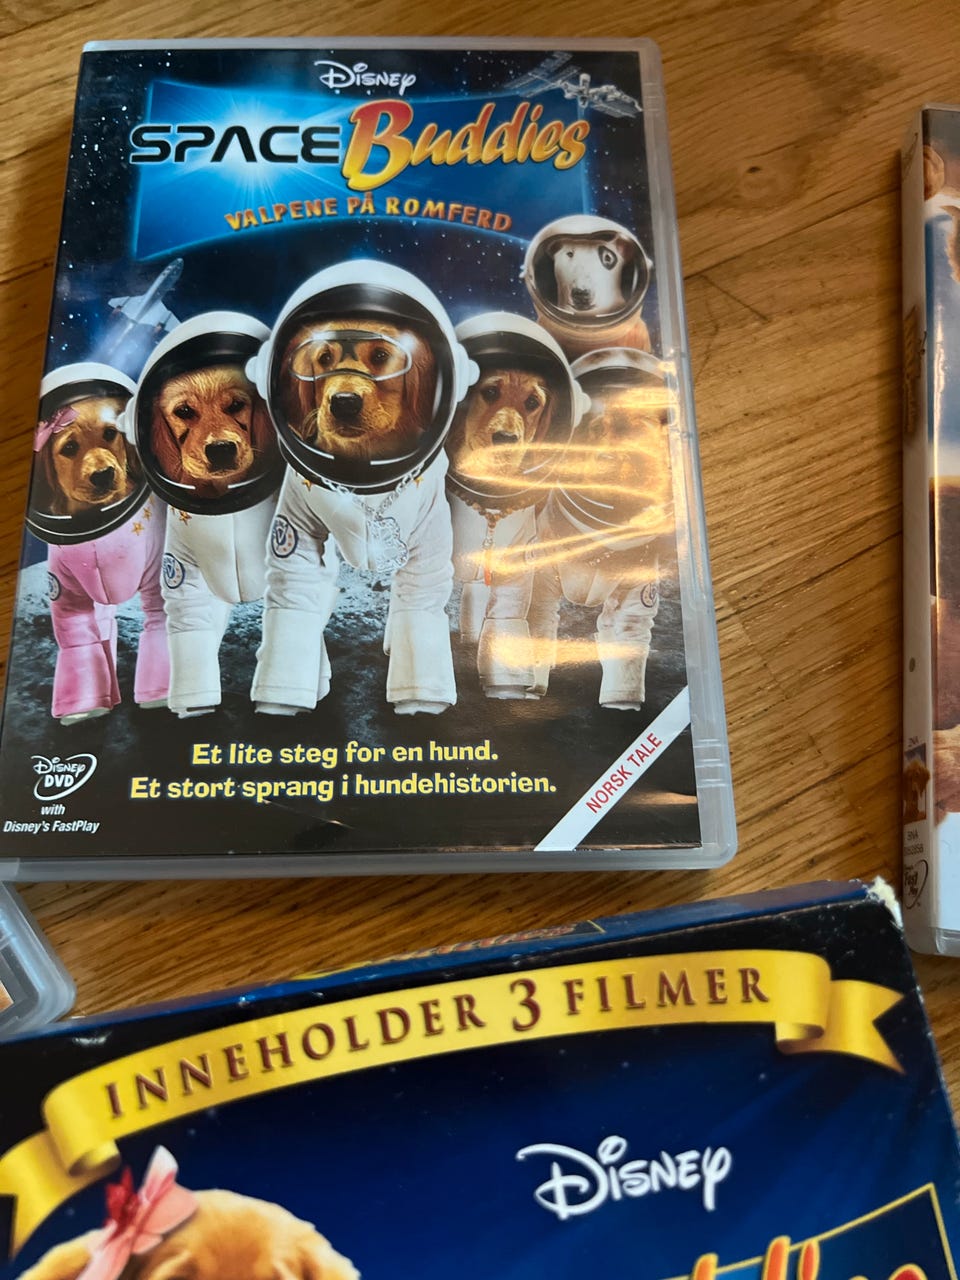 Disney
SPACE Buddies
VALPENE PÅ ROMFERD
Et lite steg for en hund.
Et stort sprang i hundehistorien.
NORSK TALE
Disney
DVD
with
Disney's FastPlay
INNEHOLDER 3 FILMER
Disney